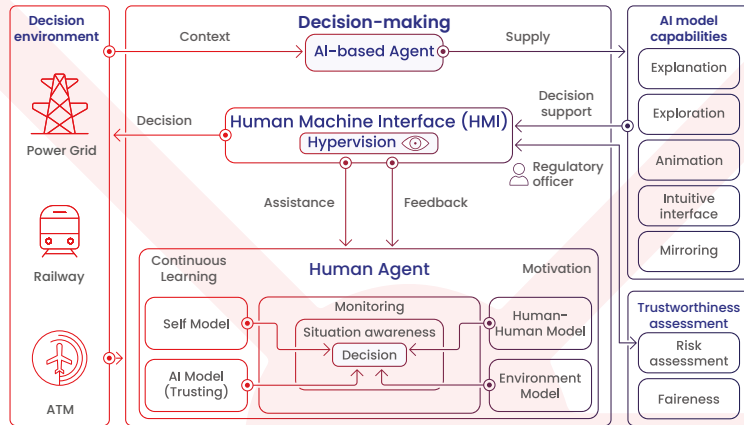 Decision
environment
Power Grid
Railway
ATM
Decision-making
Context
AI-based Agent
Supply
Decision
Human Machine Interface (HMI)
Hypervision
Decision
support
Regulatory
officer
Assistance
Feedback
Continuous
Learning
Human Agent
Motivation
Monitoring
Self Model
Situation awareness
Decision
Human-
Human Model
AI Model
(Trusting)
Environment
Model
AI model
capabilities
Explanation
Exploration
Animation
Intuitive
interface
Mirroring
Trustworthiness
assessment
Risk
assessment
Faireness